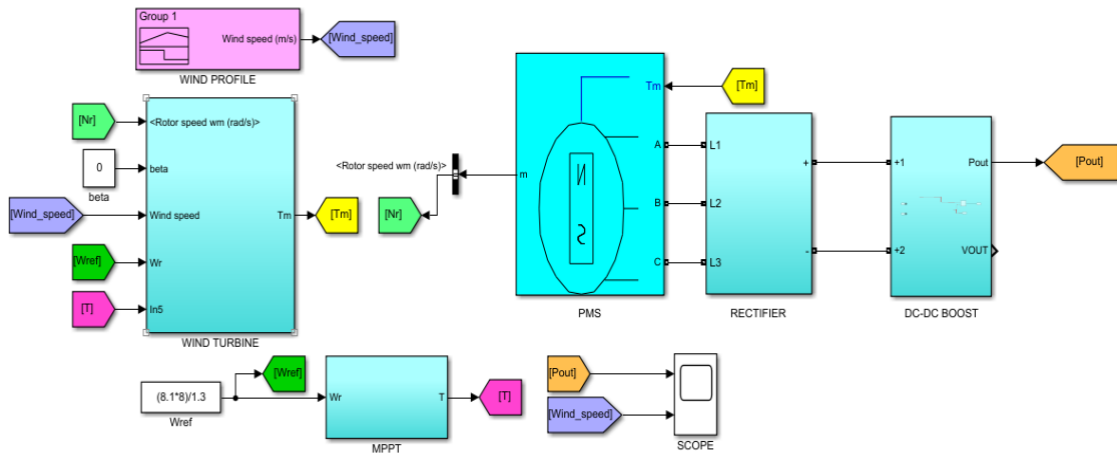 Group 1
Wind speed (m/s)
[Wind_speed]
WIND PROFILE
[Nr]
<Rotor speed wm (rad/s)>
0
beta
beta
[Wind_speed]
Wind speed
Tm
[Tm]
[Wref]
Wr
[T]
In5
WIND TURBINE
<Rotor speed wm (rad/s)>
[Nr]
m
Tm
[Tm]
A
B
C
N
S
PMS
L1
L2
L3
+
-
RECTIFIER
+1
+2
Pout
VOUT
DC-DC BOOST
[Pout]
(8.1*8)/1.3
Wref
[Wref]
Wr
T
MPPT
[T]
[Pout]
[Wind_speed]
SCOPE